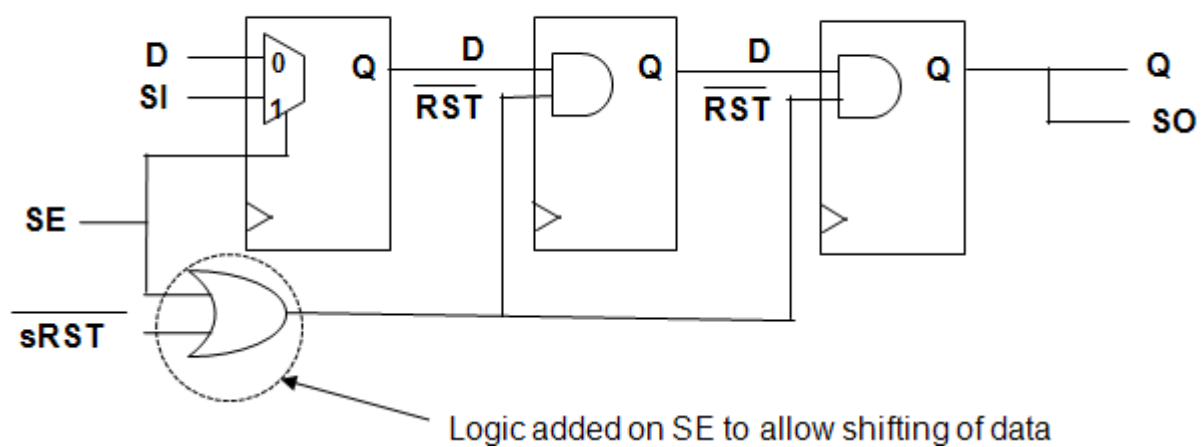 D
SI
0
1
Q
D
RST
Q
D
RST
Q
Q
SO
SE
sRST
Logic added on SE to allow shifting of data